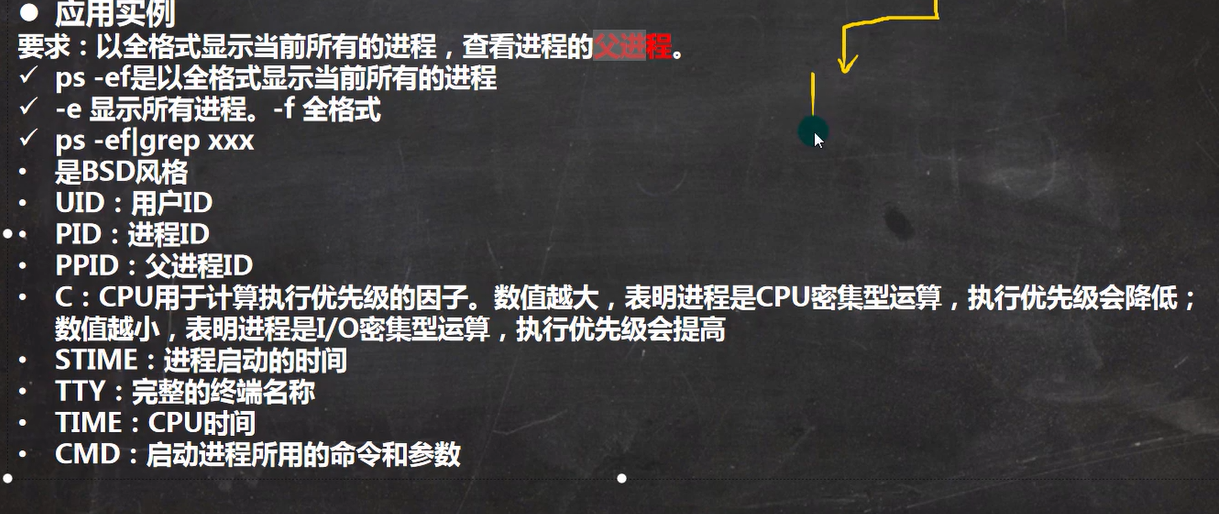 ● 应用实例
要求：以全格式显示当前所有的进程，查看进程的父进程。
✓ ps -ef是以全格式显示当前所有的进程
✓ -e 显示所有进程。-f 全格式
✓ ps -ef|grep xxx
• 是BSD风格
• UID：用户ID
• PID：进程ID
• PPID：父进程ID
• C：CPU用于计算执行优先级的因子。数值越大，表明进程是CPU密集型运算，执行优先级会降低；
数值越小，表明进程是I/O密集型运算，执行优先级会提高
• STIME：进程启动的时间
• TTY：完整的终端名称
• TIME：CPU时间
• CMD：启动进程所用的命令和参数